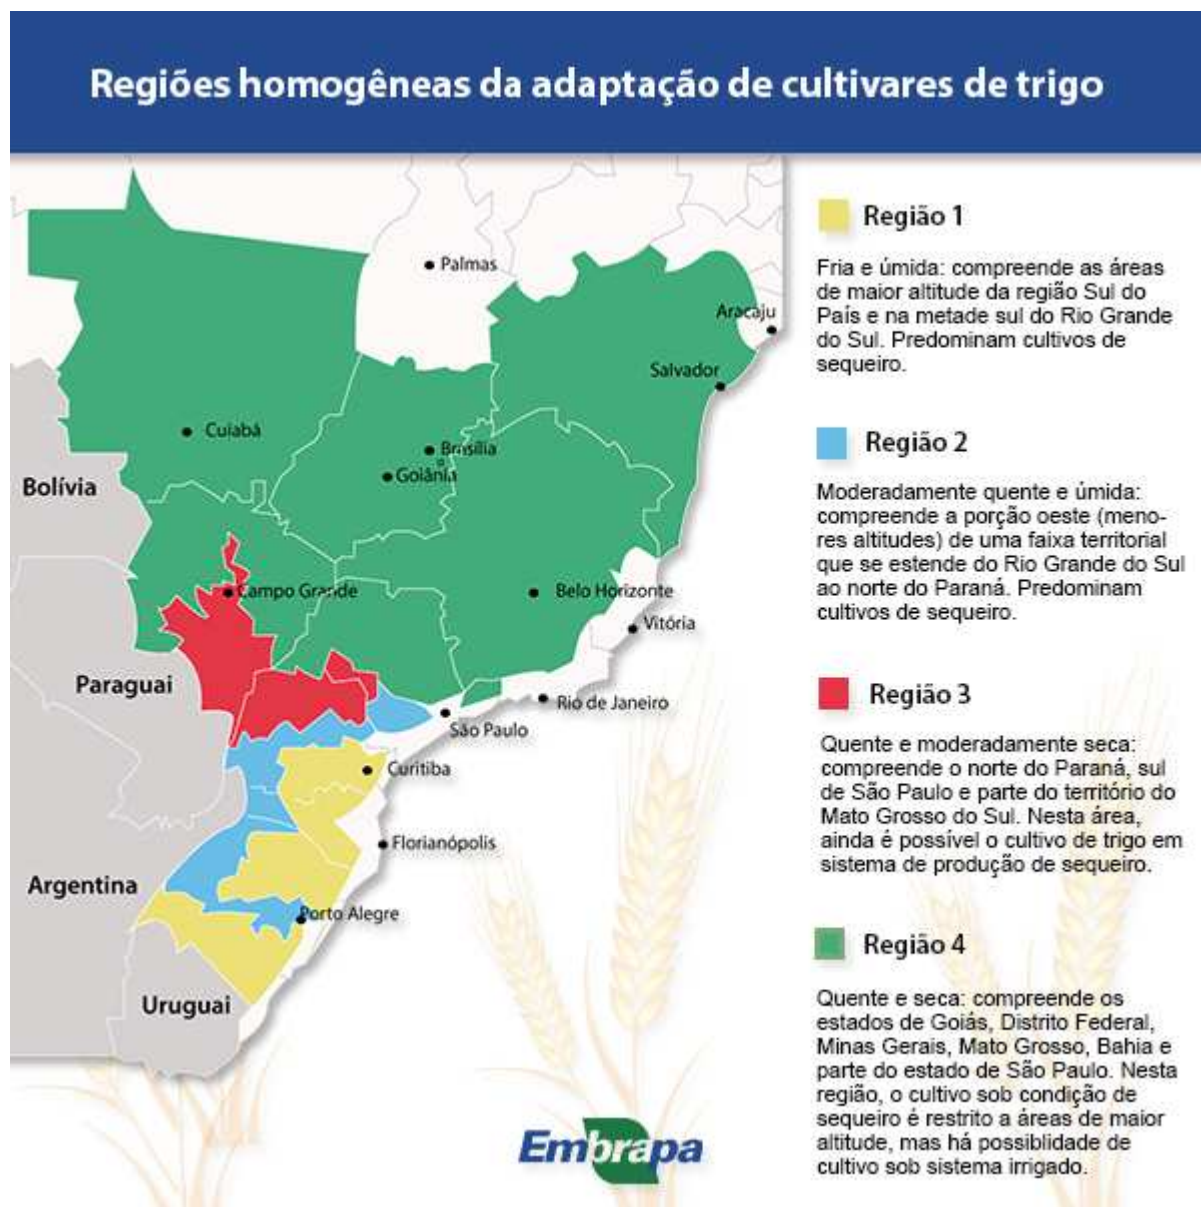 Regiões homogêneas da adaptação de cultivares de trigo
Palmas
Aracaju
Salvador
Cuiabá
Brasília
Goiânia
Bolívia
Campo Grande
Belo Horizonte
Vitória
Paraguai
Rio de Janeiro
São Paulo
Curitiba
Florianópolis
Argentina
Porto Alegre
Uruguai
Região 1
Fria e úmida: compreende as áreas
de maior altitude da região Sul do
País e na metade sul do Rio Grande
do Sul. Predominam cultivos de
sequeiro.
Região 2
Moderadamente quente e úmida:
compreende a porção oeste (meno-
res altitudes) de uma faixa territorial
que se estende do Rio Grande do Sul
ao norte do Paraná. Predominam
cultivos de sequeiro.
Região 3
Quente e moderadamente seca:
compreende o norte do Paraná, sul
de São Paulo e parte do território do
Mato Grosso do Sul. Nesta área,
ainda é possível o cultivo de trigo em
sistema de produção de sequeiro.
Região 4
Quente e seca: compreende os
estados de Goiás, Distrito Federal,
Minas Gerais, Mato Grosso, Bahia e
parte do estado de São Paulo. Nesta
região, o cultivo sob condição de
sequeiro é restrito a áreas de maior
altitude, mas há possiblidade de
cultivo sob sistema irrigado.
Embrapa